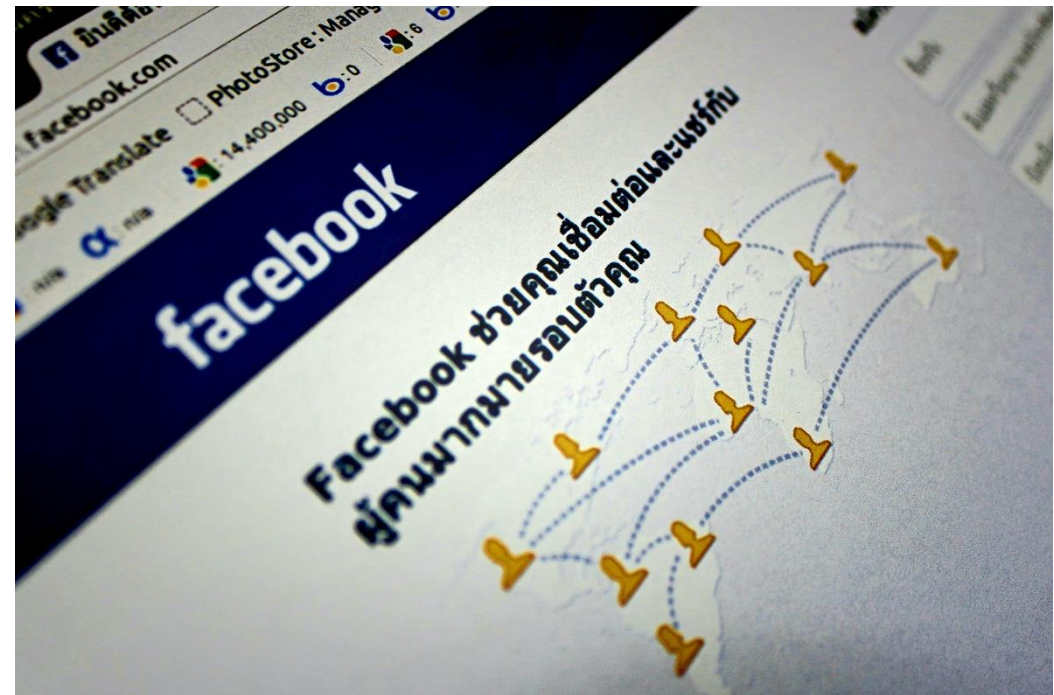 f ยินดีต้อน
facebook.com
PhotoStore: Manag
oogle Translate
: 14,400,000
b :0
:6
n/a
α : n/a
facebook
Facebook ช่วยคุณเชื่อมต่อและแชร์กับ
ผู้คนมากมายรอบตัวคุณ